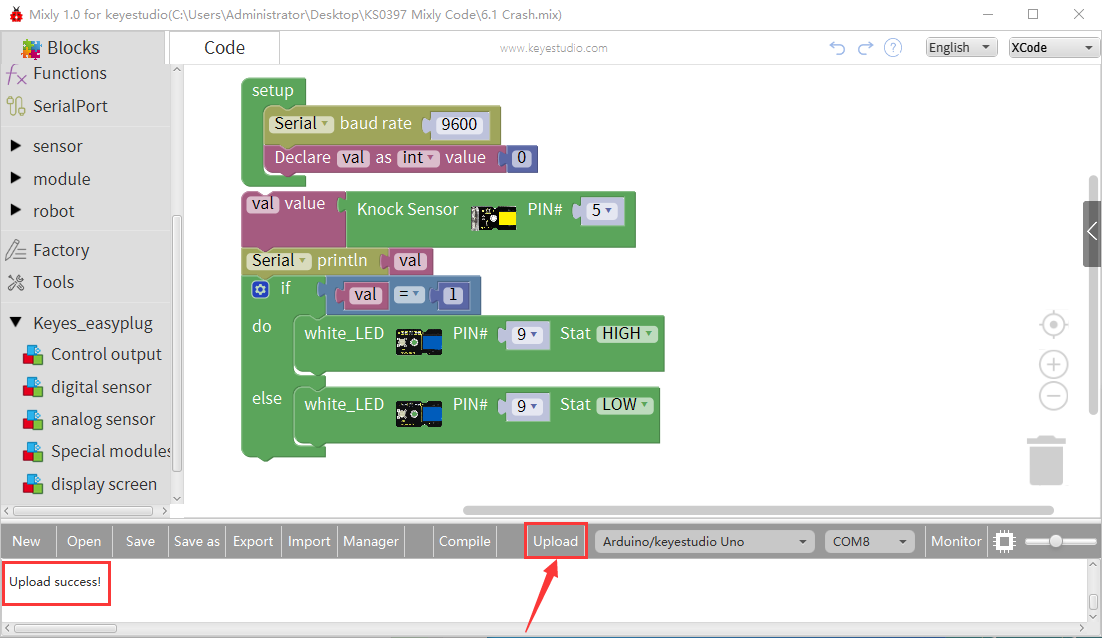 Mixly 1.0 for keyestudio(C:\Users\Administrator\Desktop\KS0397 Mixly Code\6.1 Crash.mix)
Blocks
Code
www.keyestudio.com
?
English
XCode
Functions
SerialPort
sensor
module
robot
Factory
Tools
Keyes_easyplug
Control output
digital sensor
analog sensor
Special modules
display screen
setup
Serial baud rate 9600
Declare val as int value 0
val value Knock Sensor PIN# 5
Serial println val
if val = 1
do white_LED PIN# 9 Stat HIGH
else white_LED PIN# 9 Stat LOW
New Open Save Save as Export Import Manager Compile Upload Arduino/keyestudio Uno COM8 Monitor
Upload success!